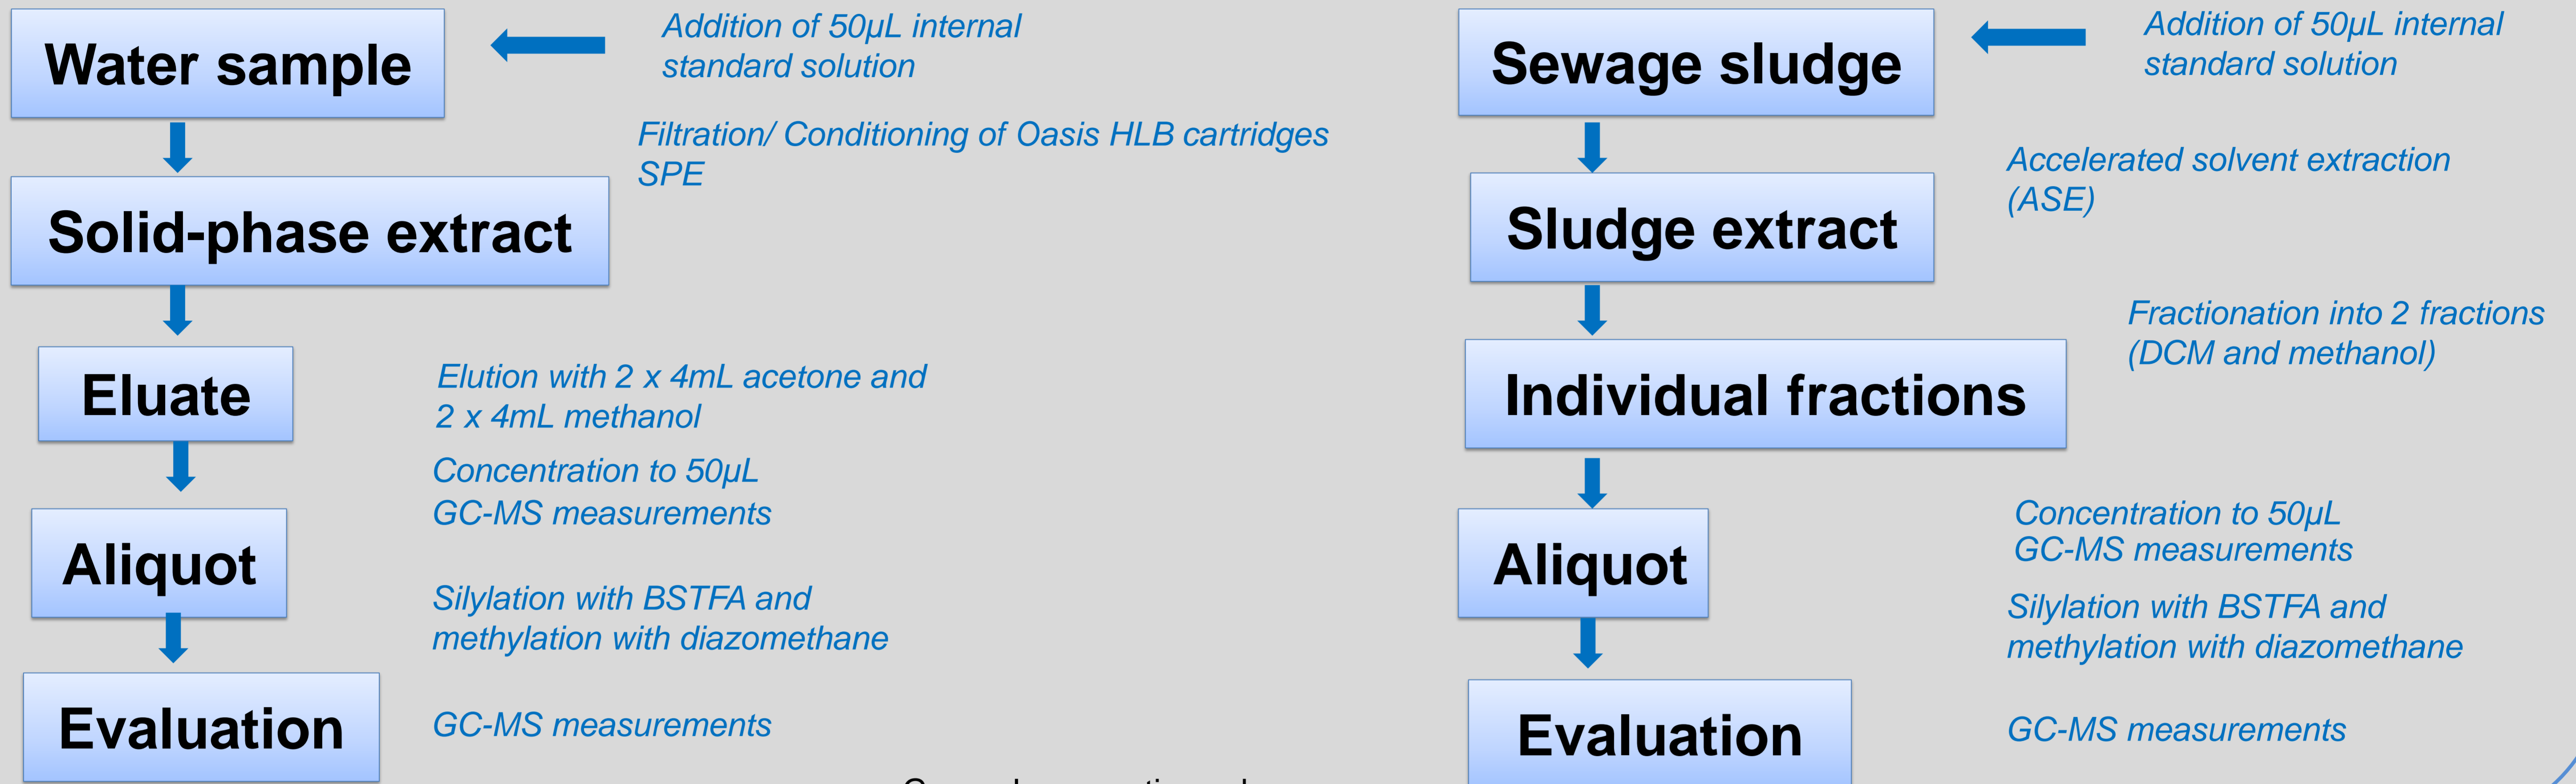 Water sample
Addition of 50µL internal
standard solution
Filtration/ Conditioning of Oasis HLB cartridges
SPE
Solid-phase extract
Eluate
Elution with 2 x 4mL acetone and
2 x 4mL methanol
Concentration to 50µL
GC-MS measurements
Aliquot
Silylation with BSTFA and
methylation with diazomethane
Evaluation
GC-MS measurements
Sewage sludge
Addition of 50µL internal
standard solution
Accelerated solvent extraction
(ASE)
Sludge extract
Fractionation into 2 fractions
(DCM and methanol)
Individual fractions
Concentration to 50µL
GC-MS measurements
Aliquot
Silylation with BSTFA and
methylation with diazomethane
Evaluation
GC-MS measurements